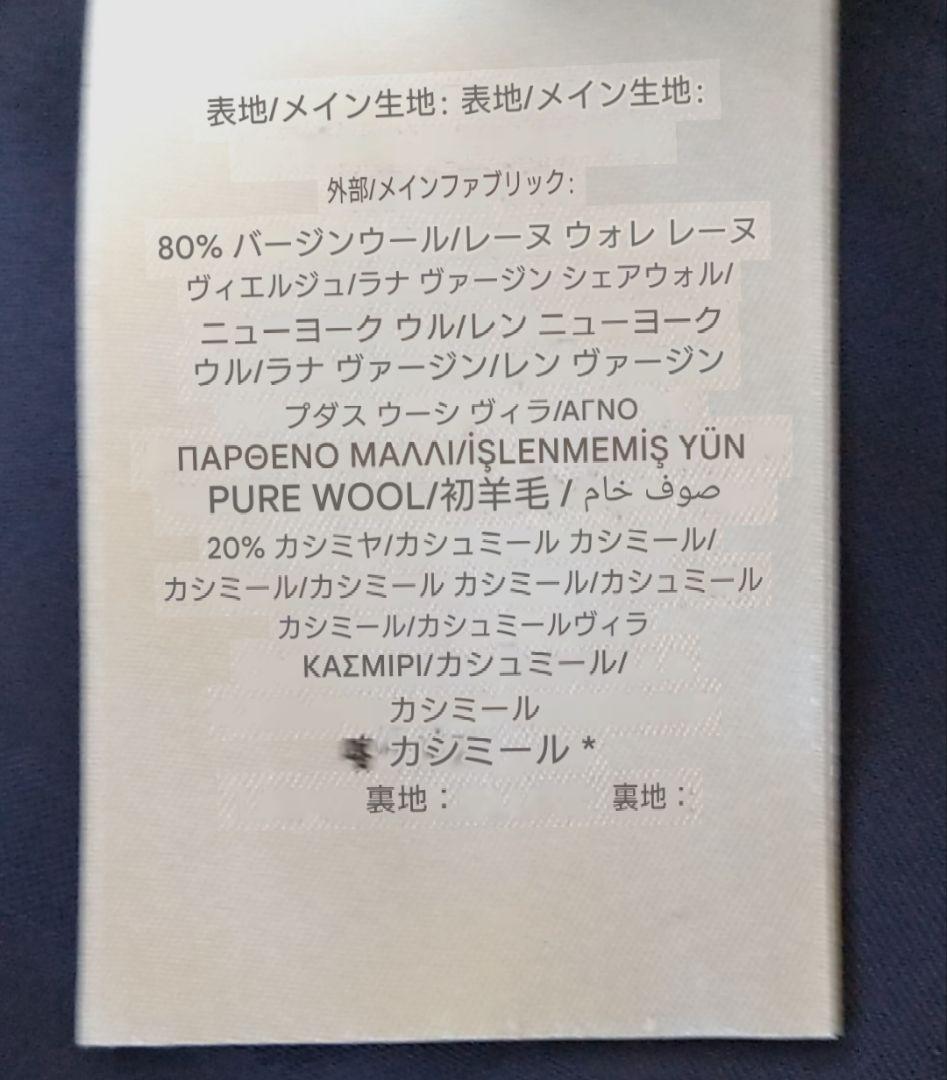 表地/メイン生地: 表地/メイン生地:
外部/メインファブリック:
80% バージンウール/レーヌ ウォレ レーヌ
ヴィエルジュ/ラナ ヴァージン シェアウォル/
ニューヨーク ウル/レン ニューヨーク
ウル/ラナ ヴァージン/レン ヴァージン
プダス ウーシ ヴィラ/ΑΓΝΟ
ΠΑΡΘΕΝΟ ΜΑΛΛΙ/İŞLENMEMİŞ YÜN
PURE WOOL/初羊毛 / صوف خام
20% カシミヤ/カシュミール カシミール/
カシミール/カシミール カシミール/カシュミール
カシミール/カシュミールヴィラ
ΚΑΣΜΙΡΙ/カシュミール/
カシミール
カシミール *
裏地： 裏地：